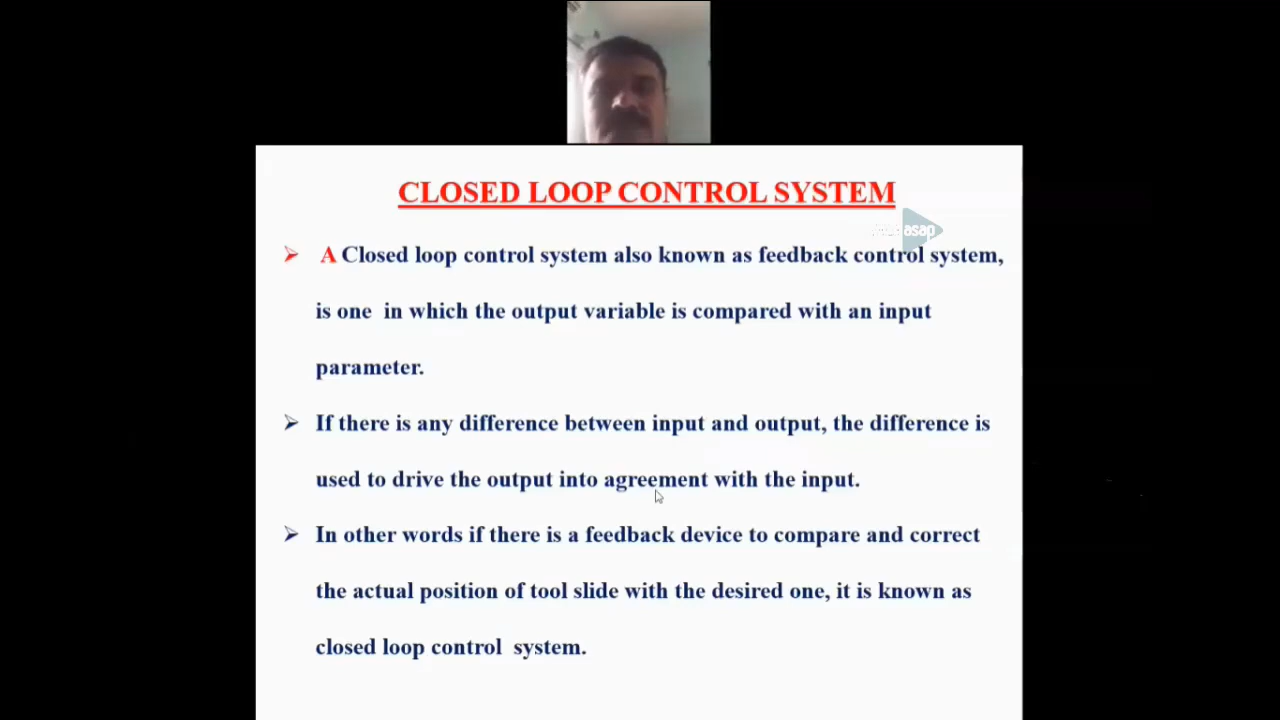 CLOSED LOOP CONTROL SYSTEM
asap
A Closed loop control system also known as feedback control system,
is one in which the output variable is compared with an input
parameter.
If there is any difference between input and output, the difference is
used to drive the output into agreement with the input.
In other words if there is a feedback device to compare and correct
the actual position of tool slide with the desired one, it is known as
closed loop control system.